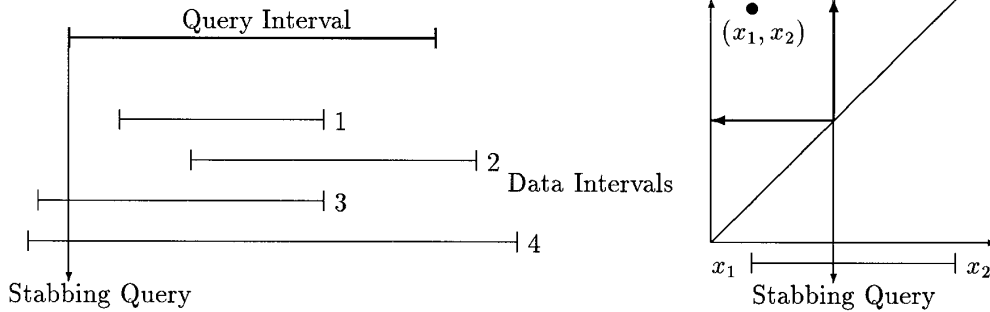 Query Interval
1
2
Data Intervals
3
4
Stabbing Query
(x₁, x₂)
x₁
x₂
Stabbing Query